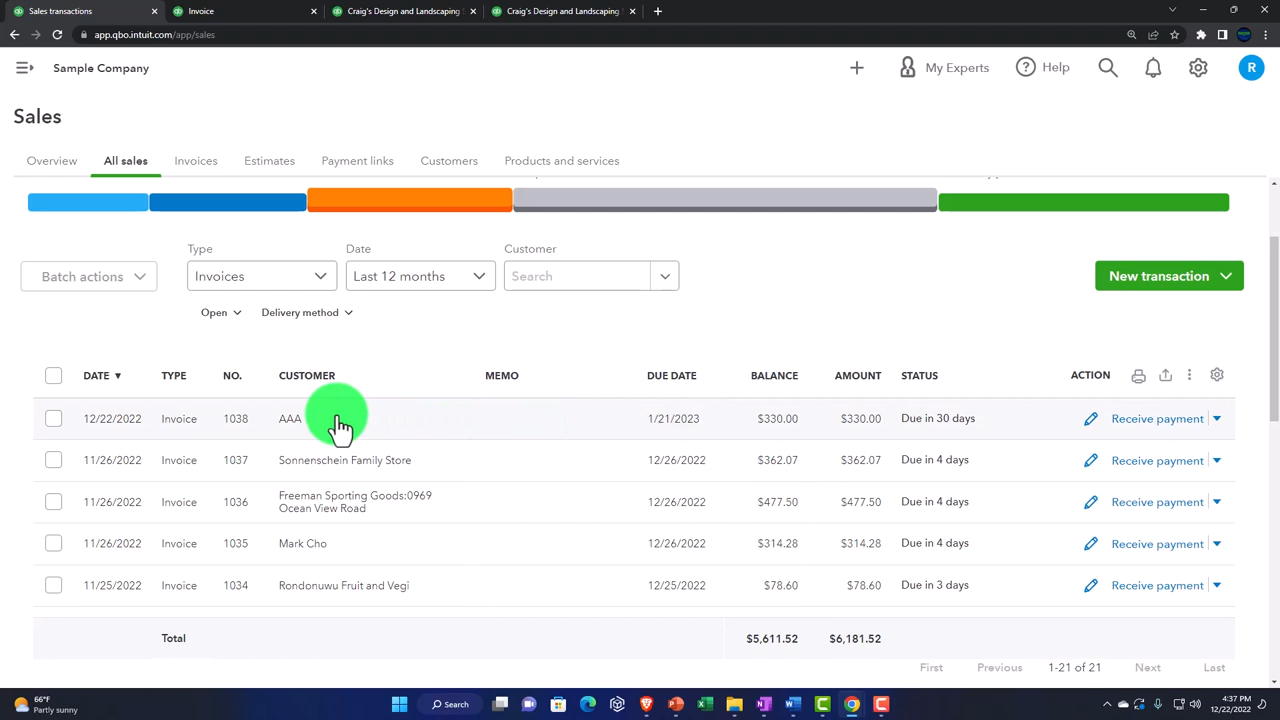 Sales transactions
Invoice
Craig's Design and Landscaping
Craig's Design and Landscaping
app.qbo.intuit.com/app/sales
Sample Company
My Experts
Help
R
Sales
Overview
All sales
Invoices
Estimates
Payment links
Customers
Products and services
Type
Date
Customer
Batch actions
Invoices
Last 12 months
Search
New transaction
Open
Delivery method
DATE ▼ TYPE NO. CUSTOMER MEMO DUE DATE BALANCE AMOUNT STATUS ACTION
12/22/2022 Invoice 1038 AAA 1/21/2023 $330.00 $330.00 Due in 30 days Receive payment
11/26/2022 Invoice 1037 Sonnenschein Family Store 12/26/2022 $362.07 $362.07 Due in 4 days Receive payment
11/26/2022 Invoice 1036 Freeman Sporting Goods:0969 12/26/2022 $477.50 $477.50 Due in 4 days Receive payment
Ocean View Road
11/26/2022 Invoice 1035 Mark Cho 12/26/2022 $314.28 $314.28 Due in 4 days Receive payment
11/25/2022 Invoice 1034 Rondonuwu Fruit and Vegi 12/25/2022 $78.60 $78.60 Due in 3 days Receive payment
Total $5,611.52 $6,181.52
First Previous 1-21 of 21 Next Last
66°F
Partly sunny
Search
4:37 PM
12/22/2022